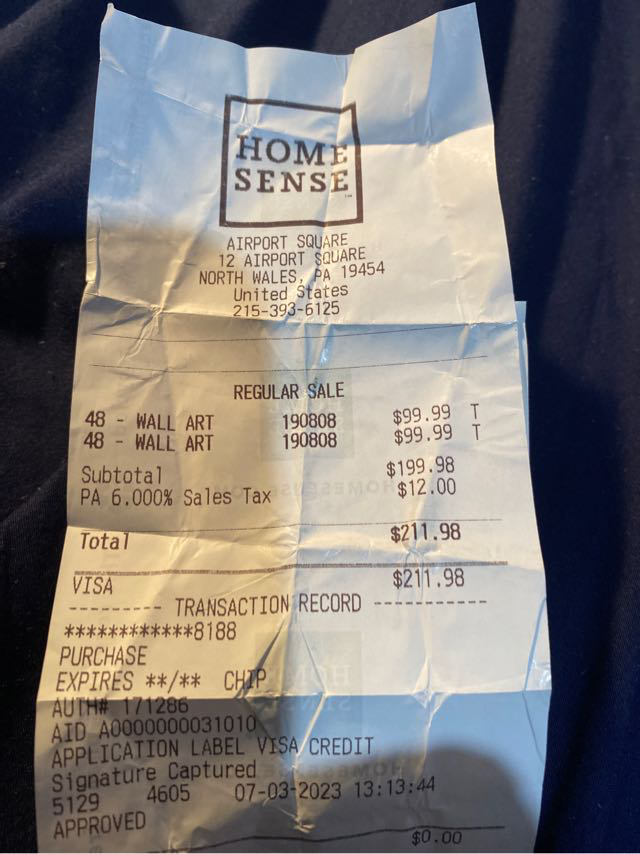 HOME
SENSE
AIRPORT SQUARE
12 AIRPORT SQUARE
NORTH WALES, PA 19454
United States
215-393-6125
REGULAR SALE
48 - WALL ART 190808 $99.99 T
48 - WALL ART 190808 $99.99 T
Subtotal $199.98
PA 6.000% Sales Tax $12.00
Total $211.98
VISA $211.98
--------- TRANSACTION RECORD -----------
************8188
PURCHASE
EXPIRES **/** CHIP
AUTH# 171286
AID A0000000031010
APPLICATION LABEL VISA CREDIT
Signature Captured
5129 4605 07-03-2023 13:13:44
APPROVED
$0.00